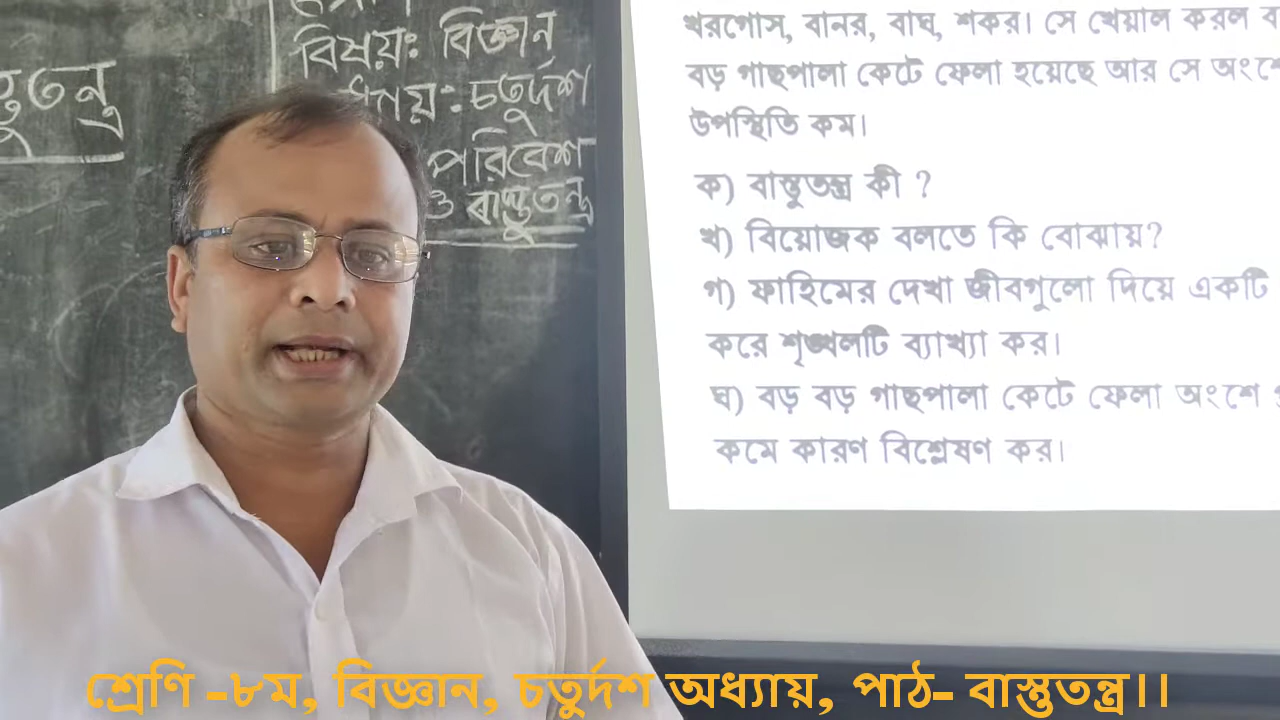 বিষয়ঃ বিজ্ঞান
চতুর্দশ
পরিবেশ
ও বাস্তুতন্ত্র
খরগোস, বানর, বাঘ, শকর। সে খেয়াল করল
বড় গাছপালা কেটে ফেলা হয়েছে আর সে অংশে
উপস্থিতি কম।
ক) বাস্তুতন্ত্র কী ?
খ) বিয়োজক বলতে কি বোঝায়?
গ) ফাহিমের দেখা জীবগুলো দিয়ে একটি
করে শৃঙ্খলটি ব্যাখ্যা কর।
ঘ) বড় বড় গাছপালা কেটে ফেলা অংশে
কমে কারণ বিশ্লেষণ কর।
শ্রেণি -৮ম, বিজ্ঞান, চতুর্দশ অধ্যায়, পাঠ- বাস্তুতন্ত্র।।